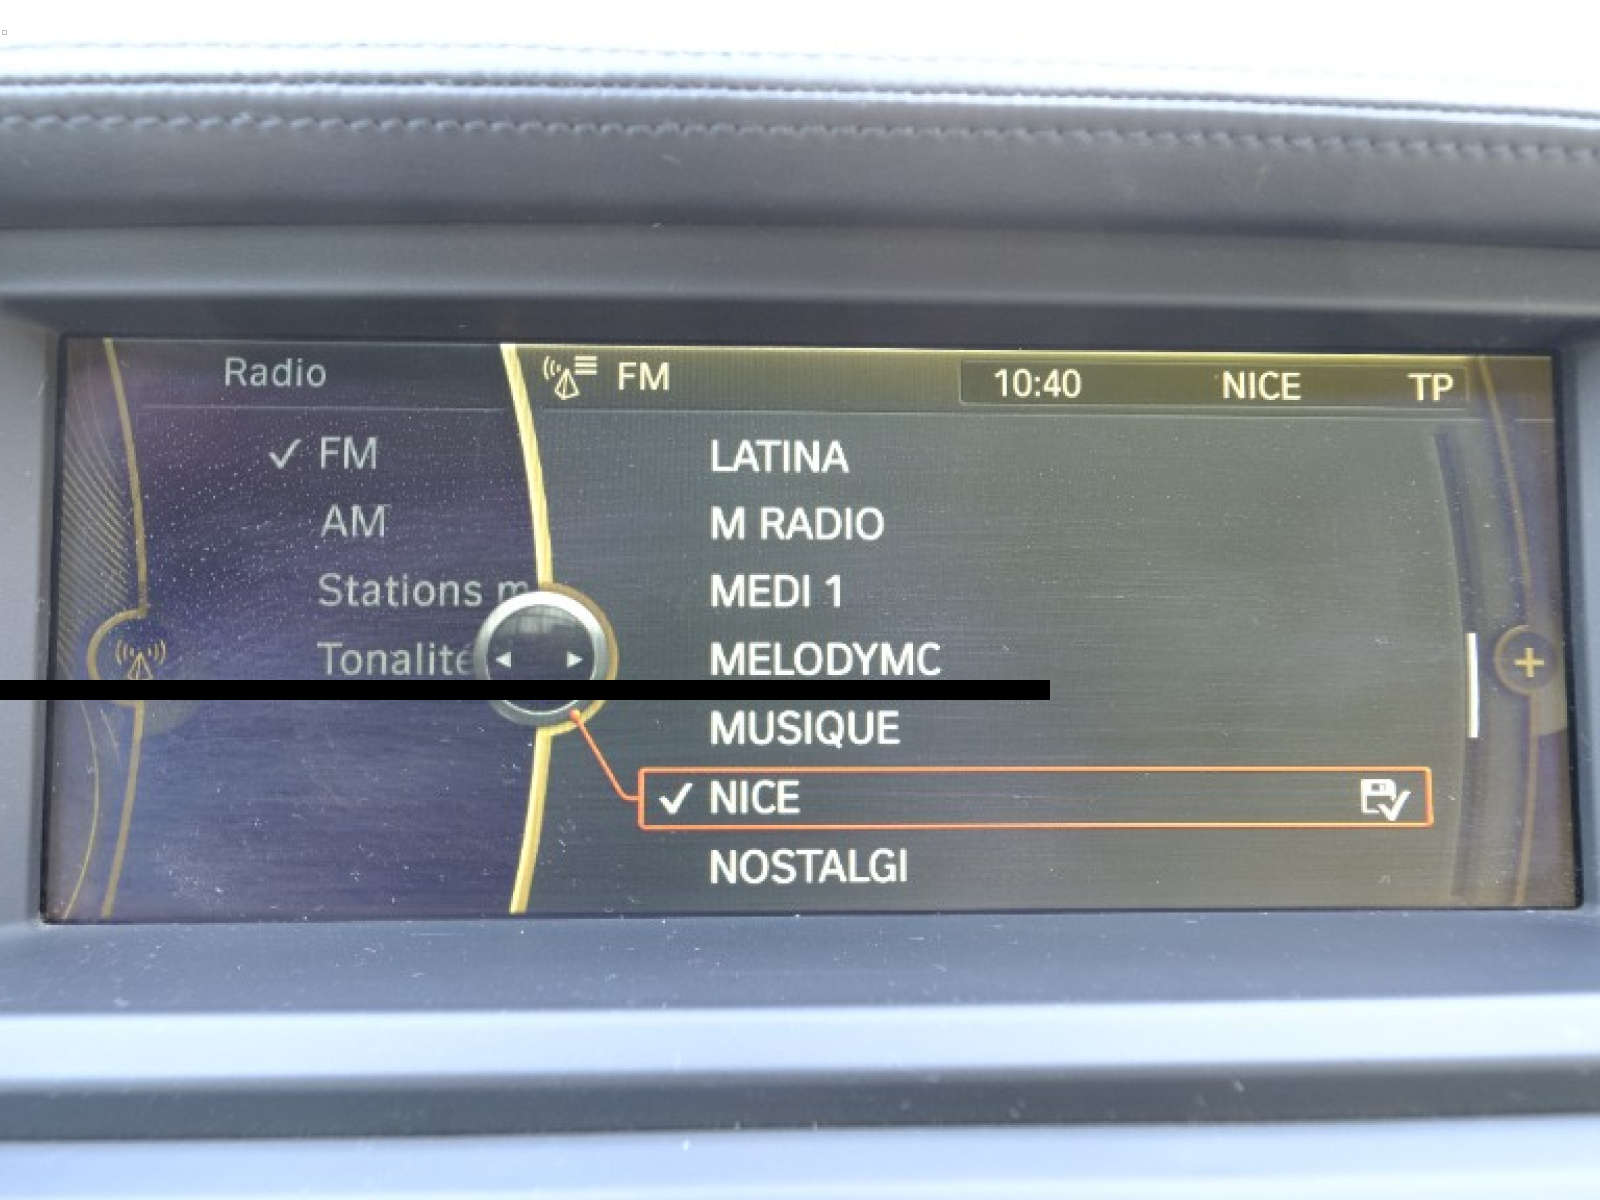 Radio
FM
AM
Stations m
Tonalité
FM 10:40 NICE TP
LATINA
M RADIO
MEDI 1
MELODYMC
MUSIQUE
NICE
NOSTALGI